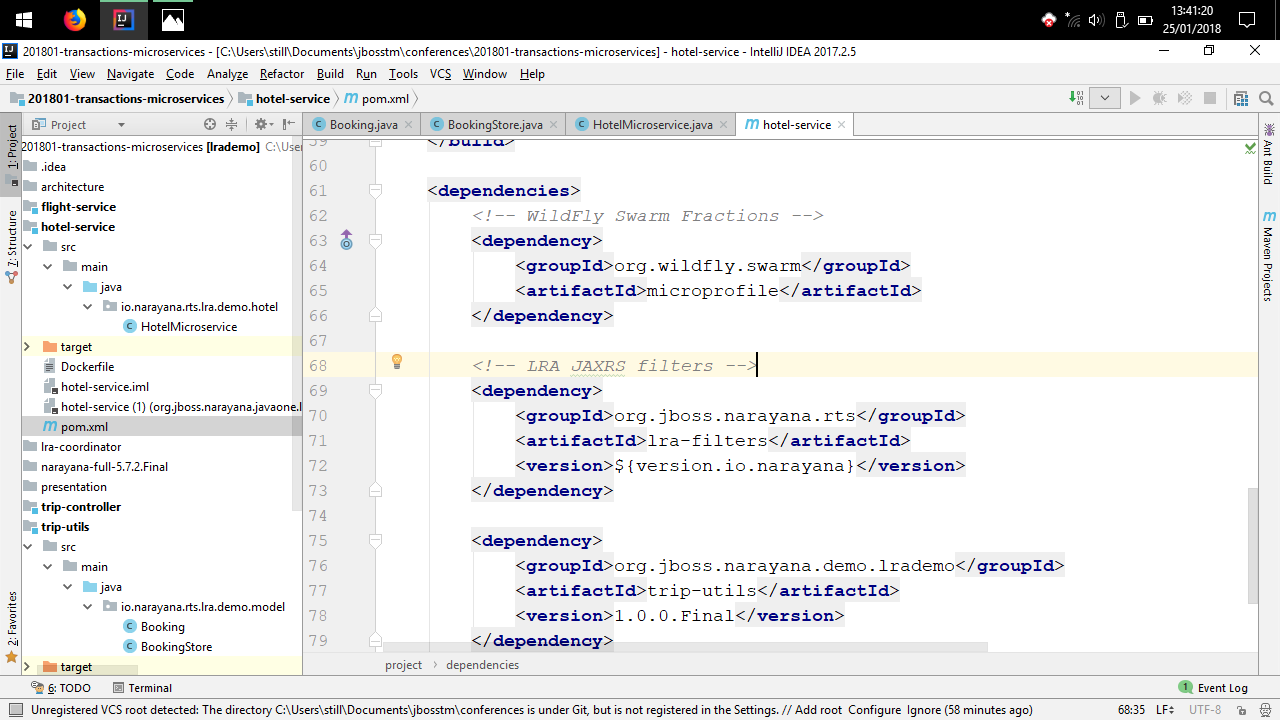 13:41:20
25/01/2018
201801-transactions-microservices - [C:\Users\still\Documents\jbosstm\conferences\201801-transactions-microservices] - hotel-service - IntelliJ IDEA 2017.2.5
File Edit View Navigate Code Analyze Refactor Build Run Tools VCS Window Help
201801-transactions-microservices hotel-service pom.xml
Project
Booking.java BookingStore.java HotelMicroservice.java hotel-service
1: Project
7: Structure
2: Favorites
201801-transactions-microservices [lrademo] C:\User
.idea
architecture
flight-service
hotel-service
src
main
java
io.narayana.rts.lra.demo.hotel
HotelMicroservice
target
Dockerfile
hotel-service.iml
hotel-service (1) (org.jboss.narayana.javaone.l
pom.xml
lra-coordinator
narayana-full-5.7.2.Final
presentation
trip-controller
trip-utils
src
main
java
io.narayana.rts.lra.demo.model
Booking
BookingStore
target
59 </build>
60
61 <dependencies>
62 <!-- WildFly Swarm Fractions -->
63 <dependency>
64 <groupId>org.wildfly.swarm</groupId>
65 <artifactId>microprofile</artifactId>
66 </dependency>
67
68 <!-- LRA JAXRS filters -->
69 <dependency>
70 <groupId>org.jboss.narayana.rts</groupId>
71 <artifactId>lra-filters</artifactId>
72 <version>${version.io.narayana}</version>
73 </dependency>
74
75 <dependency>
76 <groupId>org.jboss.narayana.demo.lrademo</groupId>
77 <artifactId>trip-utils</artifactId>
78 <version>1.0.0.Final</version>
79 </dependency>
project › dependencies
Ant Build
Maven Projects
6: TODO Terminal
1 Event Log
Unregistered VCS root detected: The directory C:\Users\still\Documents\jbosstm\conferences is under Git, but is not registered in the Settings. // Add root Configure Ignore (58 minutes ago)
68:35 LF÷ UTF-8